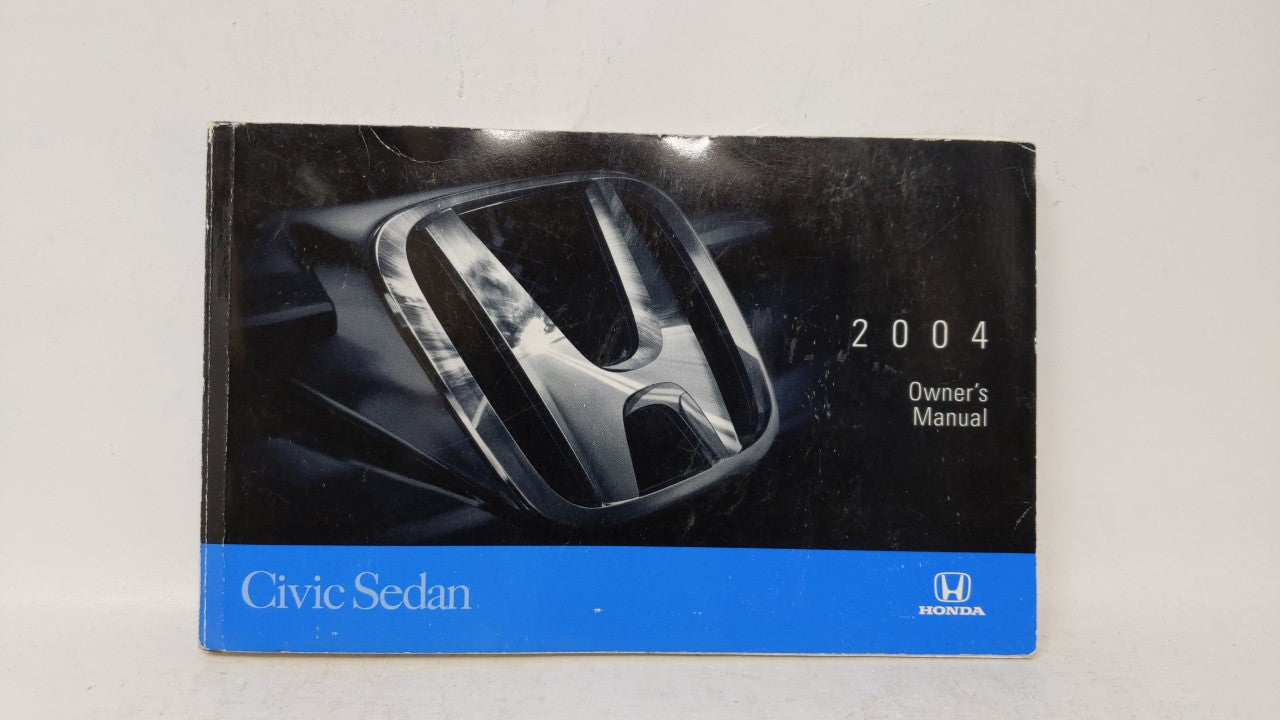 2004
Owner's
Manual
Civic Sedan
HONDA